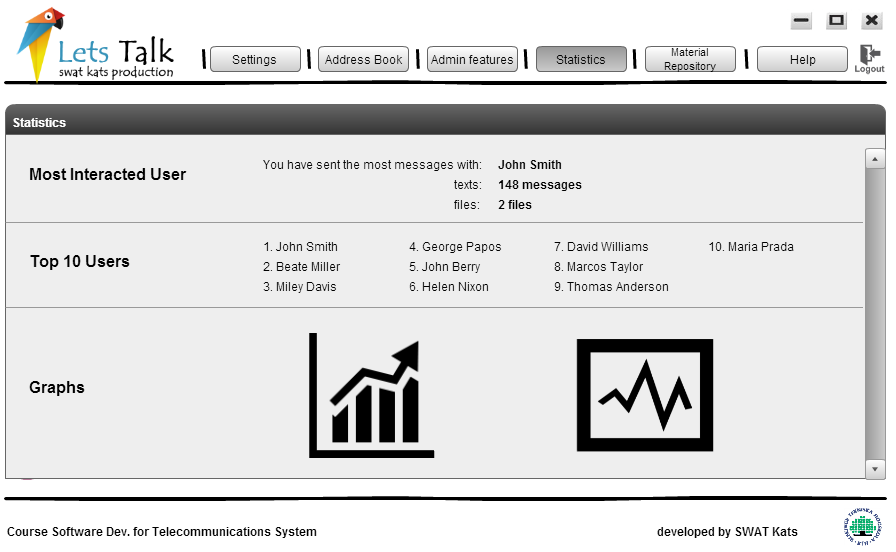 Lets Talk
swat kats production
Settings
Address Book
Admin features
Statistics
Material
Repository
Help
Logout
Statistics
Most Interacted User
You have sent the most messages with: John Smith
texts: 148 messages
files: 2 files
Top 10 Users
1. John Smith
2. Beate Miller
3. Miley Davis
4. George Papos
5. John Berry
6. Helen Nixon
7. David Williams
8. Marcos Taylor
9. Thomas Anderson
10. Maria Prada
Graphs
Course Software Dev. for Telecommunications System
developed by SWAT Kats